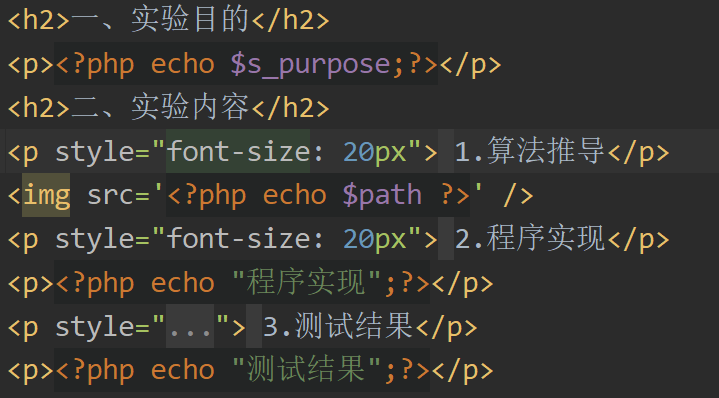 <h2>一、实验目的</h2>
<p><?php echo $s_purpose;?></p>
<h2>二、实验内容</h2>
<p style="font-size: 20px"> 1.算法推导</p>
<img src='<?php echo $path ?>' />
<p style="font-size: 20px"> 2.程序实现</p>
<p><?php echo "程序实现";?></p>
<p style="..."> 3.测试结果</p>
<p><?php echo "测试结果";?></p>